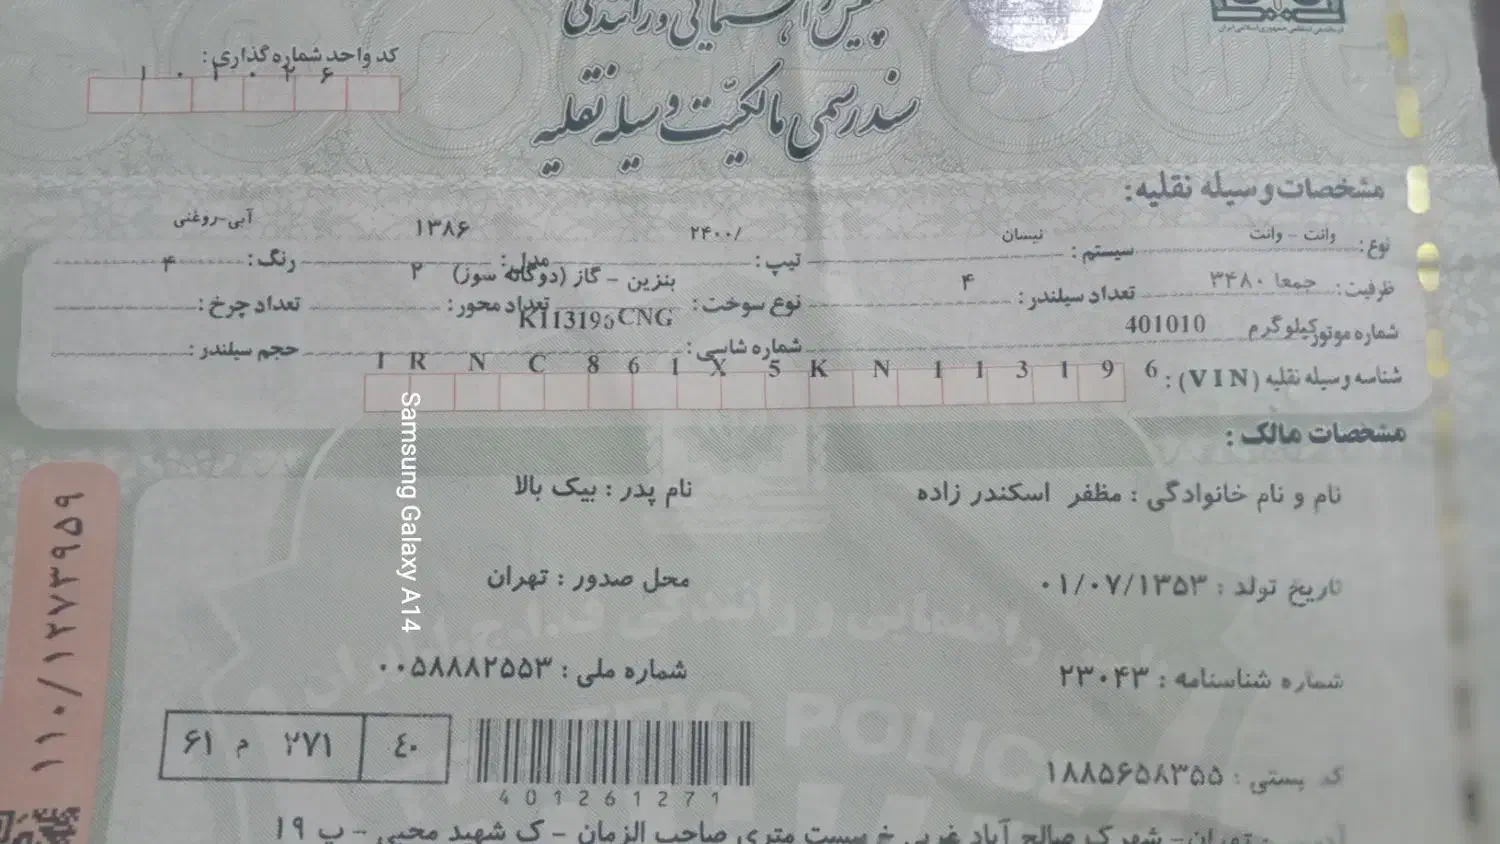 پلیس راهنمایی و رانندگی
سند رسمی مالکیت وسیله نقلیه
کد واحد شماره گذاری:
۱۰۲۰۲۶
مشخصات وسیله نقلیه:
نوع: وانت - وانت سیستم: نیسان تیپ: ۲۴۰۰/ مدل: ۱۳۸۶ رنگ: آبی-روغنی
ظرفیت: جمعا ۳۴۸۰ کیلوگرم تعداد سیلندر: ۴ نوع سوخت: بنزین - گاز (دوگانه سوز) CNG تعداد محور: ۲ تعداد چرخ: ۴
شماره موتور: 401010 شماره شاسی: K113196 حجم سیلندر:
شناسه وسیله نقلیه (VIN): I R N C 8 6 1 X 5 K N 1 1 3 1 9 6
مشخصات مالک:
نام و نام خانوادگی : مظفر اسکندر زاده نام پدر : بیک بالا
تاریخ تولد : ۰۱/۰۷/۱۳۵۳ محل صدور : تهران
شماره شناسنامه : ۲۳۰۴۳ شماره ملی : ۰۰۵۸۸۸۲۵۵۳
کد پستی : ۱۸۸۵۶۵۸۳۵۵
۶۱ م ۲۷۱ ۴۰
401261271
تهران- شهرک صالح آباد غربی خ بیست متری صاحب الزمان - ک شهید محبی - پ ۱۹
۱۱۰/۱۲۷۳۹۵۹
TRAFFIC POLICE
Samsung Galaxy A14